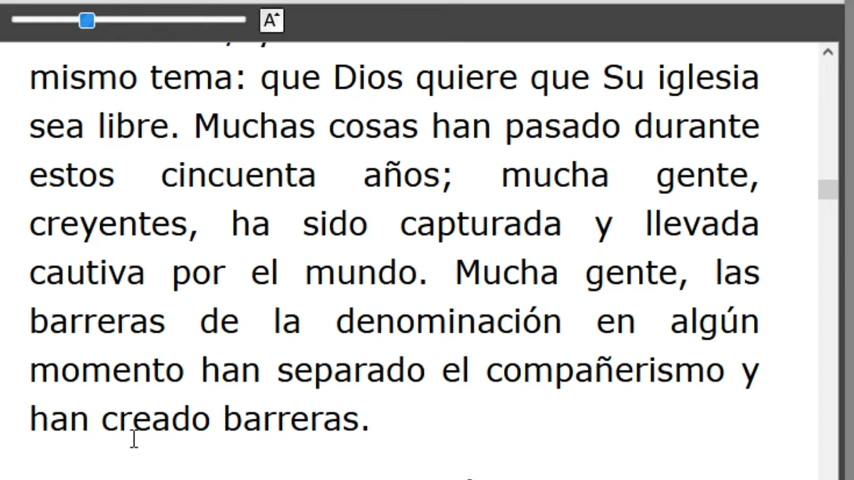 A
mismo tema: que Dios quiere que Su iglesia
sea libre. Muchas cosas han pasado durante
estos cincuenta años; mucha gente,
creyentes, ha sido capturada y llevada
cautiva por el mundo. Mucha gente, las
barreras de la denominación en algún
momento han separado el compañerismo y
han creado barreras.